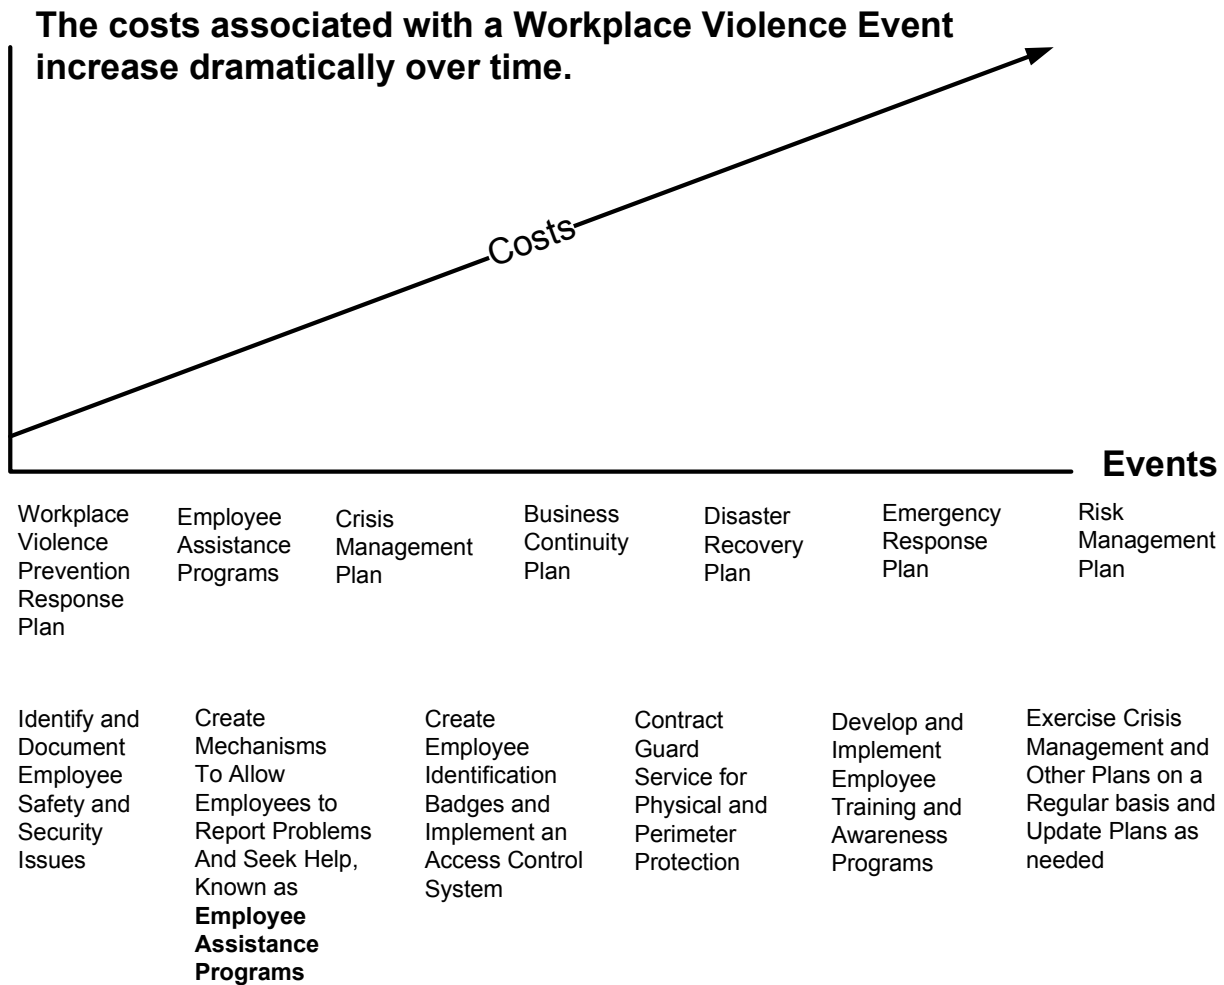 The costs associated with a Workplace Violence Event
increase dramatically over time.
Costs
Events
Workplace
Violence
Prevention
Response
Plan
Employee
Assistance
Programs
Crisis
Management
Plan
Business
Continuity
Plan
Disaster
Recovery
Plan
Emergency
Response
Plan
Risk
Management
Plan
Identify and
Document
Employee
Safety and
Security
Issues
Create
Mechanisms
To Allow
Employees to
Report Problems
And Seek Help,
Known as
Employee
Assistance
Programs
Create
Employee
Identification
Badges and
Implement an
Access Control
System
Contract
Guard
Service for
Physical and
Perimeter
Protection
Develop and
Implement
Employee
Training and
Awareness
Programs
Exercise Crisis
Management and
Other Plans on a
Regular basis and
Update Plans as
needed